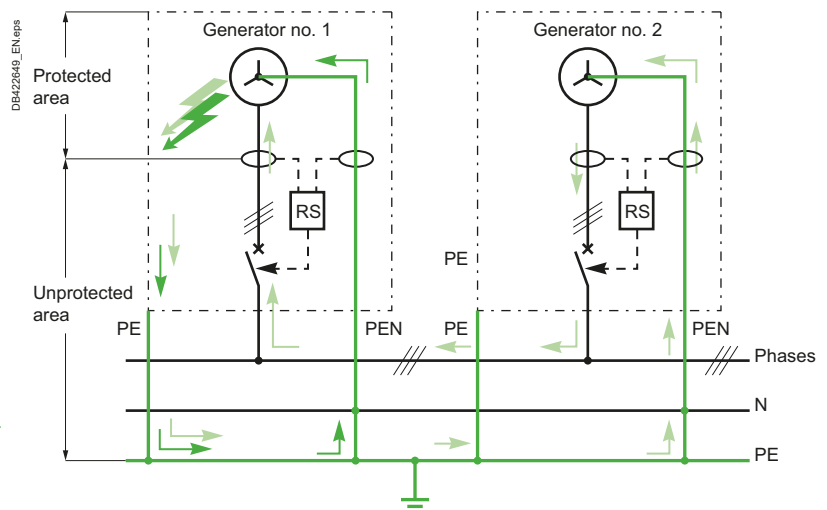 DB422649_EN.eps
Generator no. 1
Generator no. 2
Protected
area
RS
RS
PE
Unprotected
area
PE
PEN
PE
PEN
Phases
N
PE